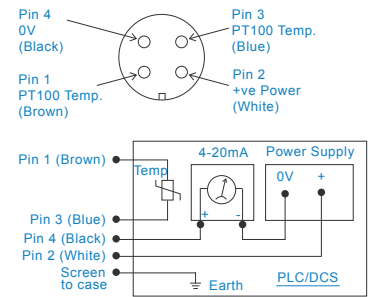 Pin 4
0V
(Black)
Pin 3
PT100 Temp.
(Blue)
Pin 1
PT100 Temp.
(Brown)
Pin 2
+ve Power
(White)
Pin 1 (Brown)
Temp
4-20mA
Power Supply
0V +
+ -
Pin 3 (Blue)
Pin 4 (Black)
Pin 2 (White)
Screen
to case
Earth
PLC/DCS